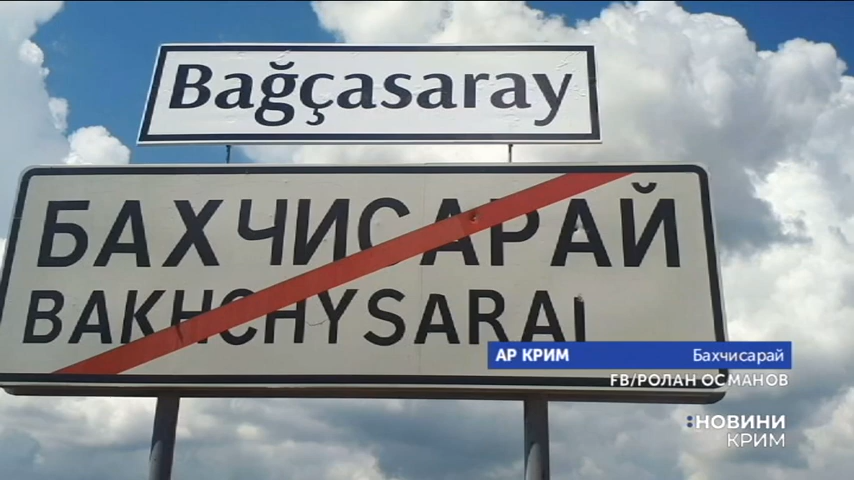 Bağçasaray
БАХЧИСАРАЙ
BAKHCHYSARAI
АР КРИМ Бахчисарай
FB/РОЛАН ОСМАНОВ
:НОВИНИ
КРИМ